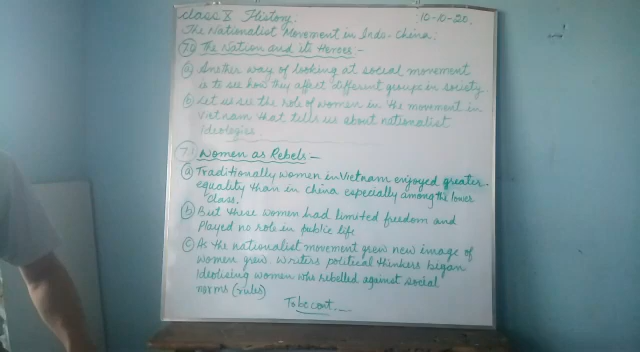 Class X History. 10-10-20.
The Nationalist Movement in Indo-China:
7.0 The Nation and its Heroes:-
(a) Another way of looking at social movement
is to see how they affect different groups in society
(b) Let us see the role of women in the movement in
Vietnam that tells us about nationalist
Ideologies.
7.1 Women as Rebels-
(a) Traditionally women in Vietnam enjoyed greater-
equality than in China especially among the lower
class.
(b) But these women had limited freedom and
Played no role in public life
(c) As the nationalist movement grew new image of
women grew writers political thinkers began
Ideolising women who rebelled against social
norms (rules)
To be cont.